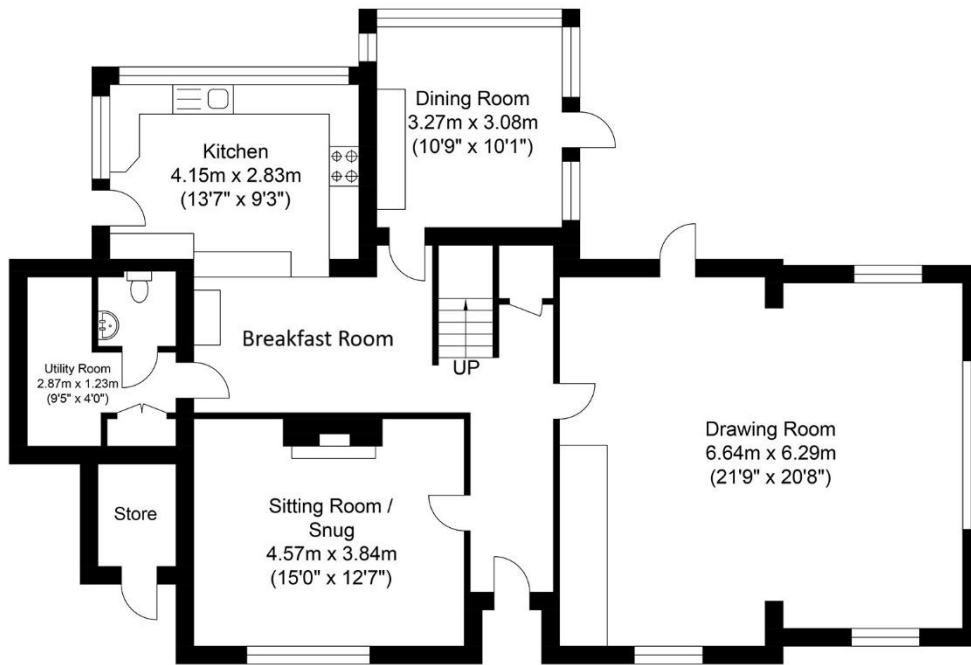 Dining Room
3.27m x 3.08m
(10'9" x 10'1")
Kitchen
4.15m x 2.83m
(13'7" x 9'3")
Breakfast Room
UP
Utility Room
2.87m x 1.23m
(9'5" x 4'0")
Drawing Room
6.64m x 6.29m
(21'9" x 20'8")
Sitting Room /
Snug
4.57m x 3.84m
(15'0" x 12'7")
Store